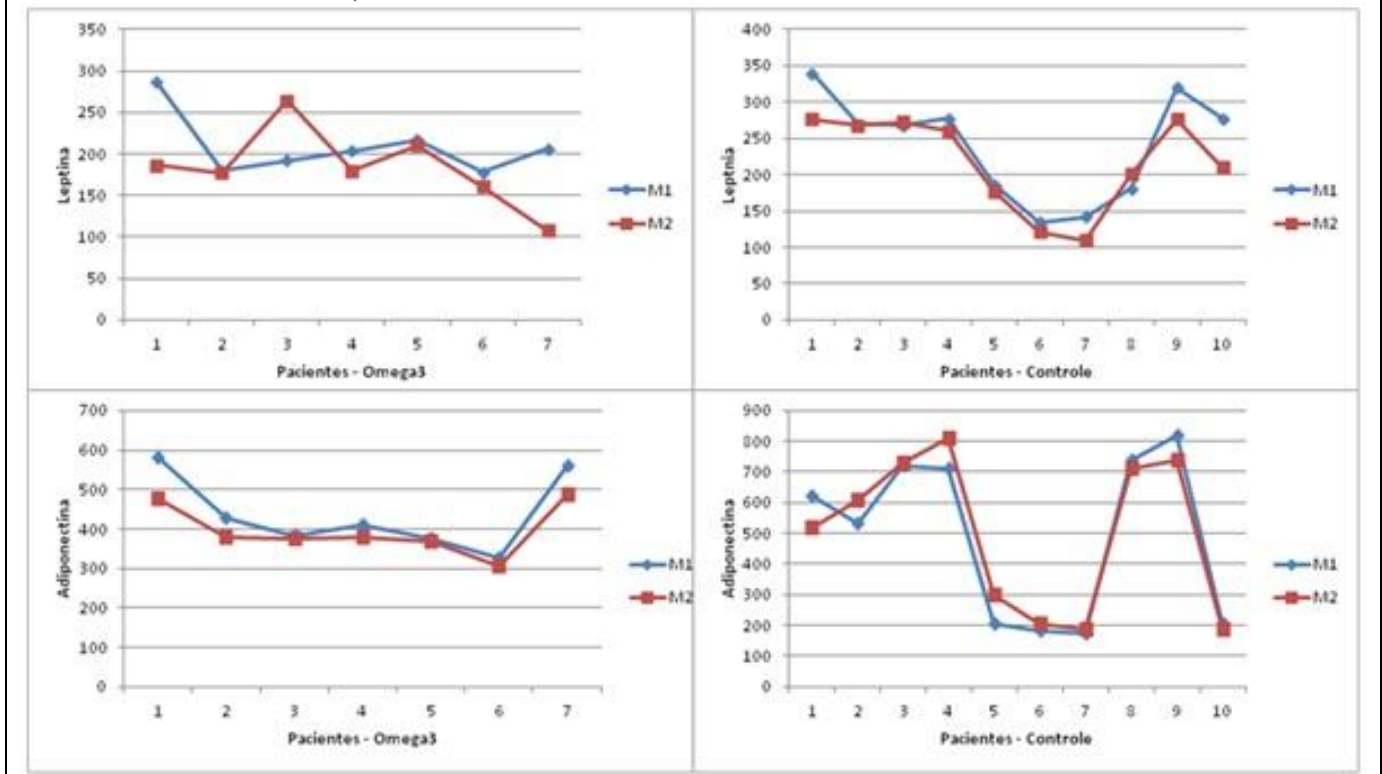 350
300
250
200
150
100
50
0
Leptina
1 2 3 4 5 6 7
Pacientes - Omega3
M1
M2
400
350
300
250
200
150
100
50
0
Leptnia
1 2 3 4 5 6 7 8 9 10
Pacientes - Controle
M1
M2
700
600
500
400
300
200
100
0
Adiponectina
1 2 3 4 5 6 7
Pacientes - Omega3
M1
M2
900
800
700
600
500
400
300
200
100
0
Adiponectina
1 2 3 4 5 6 7 8 9 10
Pacientes - Controle
M1
M2